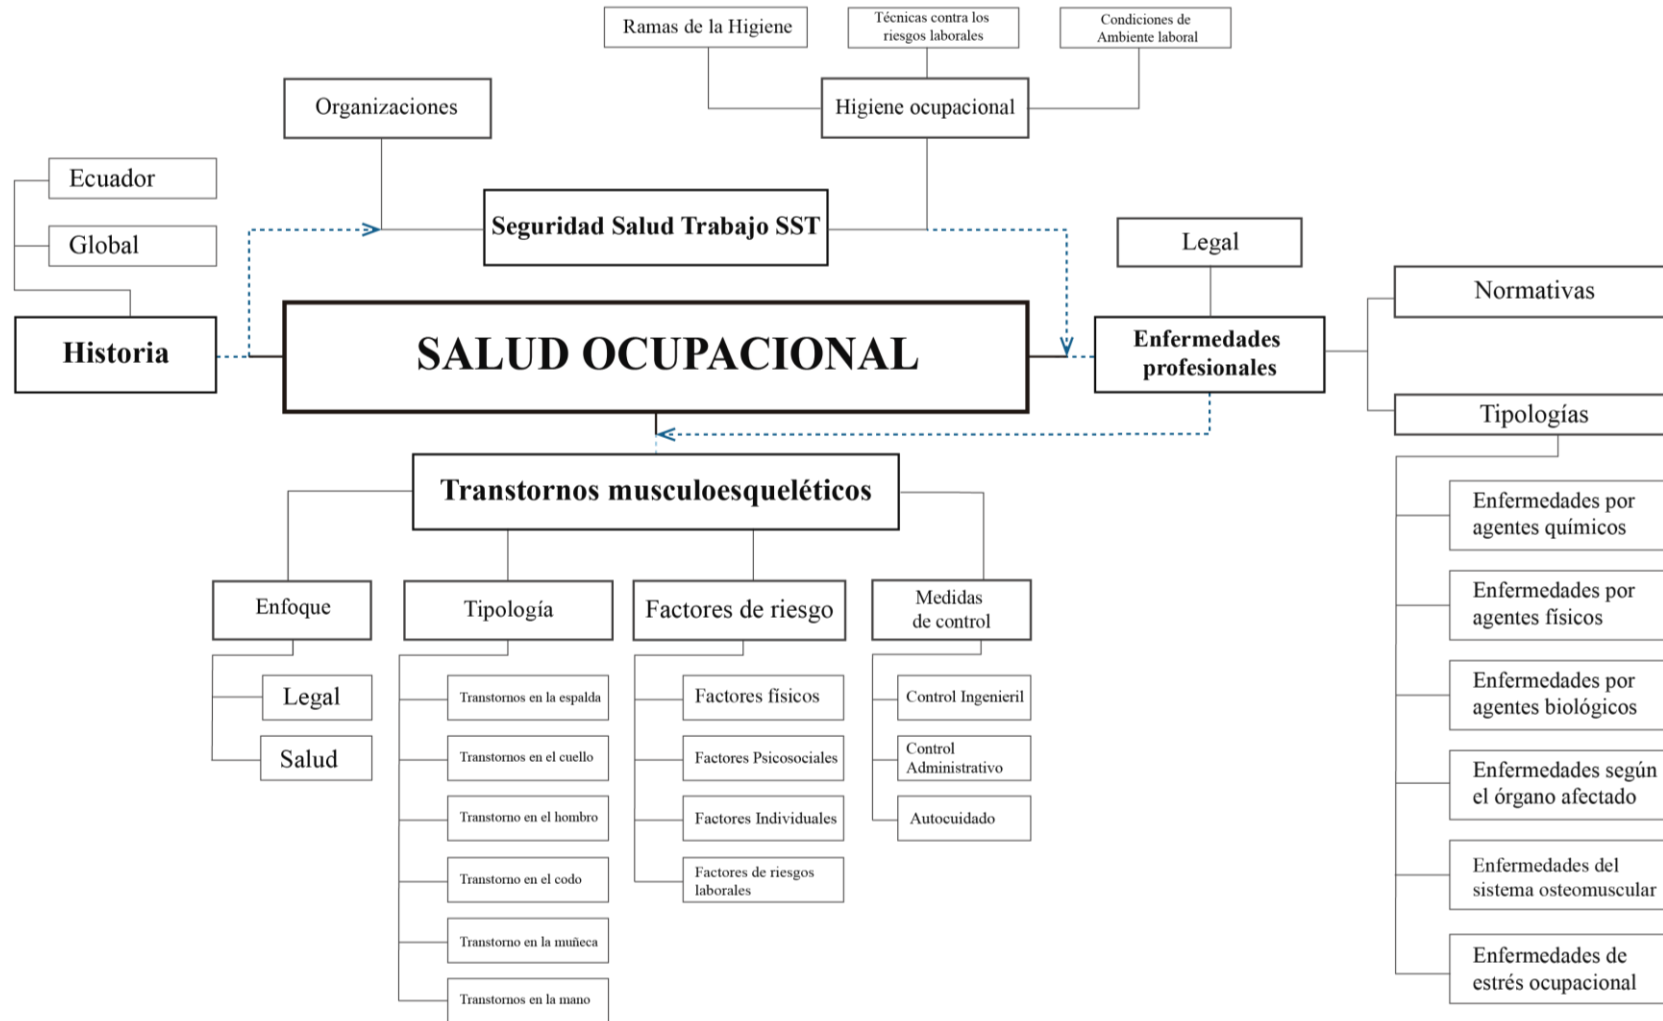 Ramas de la Higiene
Técnicas contra los
riesgos laborales
Condiciones de
Ambiente laboral
Organizaciones
Higiene ocupacional
Ecuador
Global
Seguridad Salud Trabajo SST
Legal
Historia
SALUD OCUPACIONAL
Enfermedades
profesionales
Normativas
Tipologías
Enfermedades por
agentes químicos
Enfermedades por
agentes físicos
Enfermedades por
agentes biológicos
Enfermedades según
el órgano afectado
Enfermedades del
sistema osteomuscular
Enfermedades de
estrés ocupacional
Transtornos musculoesqueléticos
Enfoque
Legal
Salud
Tipología
Transtornos en la espalda
Transtornos en el cuello
Transtorno en el hombro
Transtorno en el codo
Transtorno en la muñeca
Transtornos en la mano
Factores de riesgo
Factores físicos
Factores Psicosociales
Factores Individuales
Factores de riesgos
laborales
Medidas
de control
Control Ingenieril
Control
Administrativo
Autocuidado